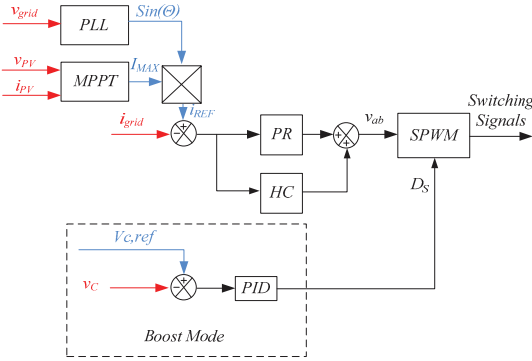 v_grid
PLL
Sin(Θ)
v_PV
i_PV
MPPT
I_MAX
i_REF
i_grid
- +
PR
+ +
v_ab
SPWM
Switching
Signals
HC
D_S
Vc,ref
v_C
- +
PID
Boost Mode